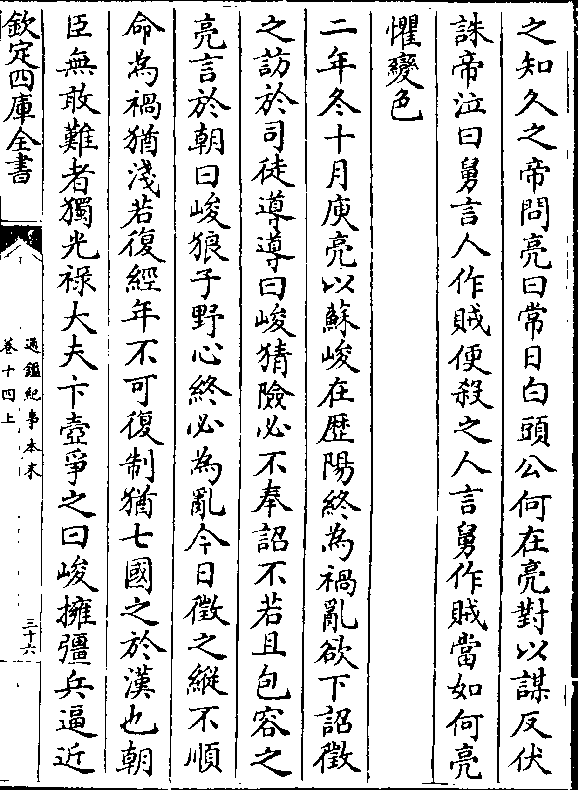 之知久之帝問亮曰常日白頭公何在亮對以謀反伏
誅帝泣曰舅言人作賊便殺之人言舅作賊當如何亮
懼變色
二年冬十月庾亮以蘇峻在歷陽終為禍亂欲下詔徵
之訪於司徒導導曰峻猜險必不奉詔不若且包容之
亮言於朝曰峻狼子野心終必為亂今日徵之縱不順
命為禍猶淺若復經年不可復制猶七國之於漢也朝
臣無敢難者獨光禄大夫卞壼爭之曰峻擁彊兵逼近
欽定四庫全書
通鑑紀事本末
卷十四上
三十六